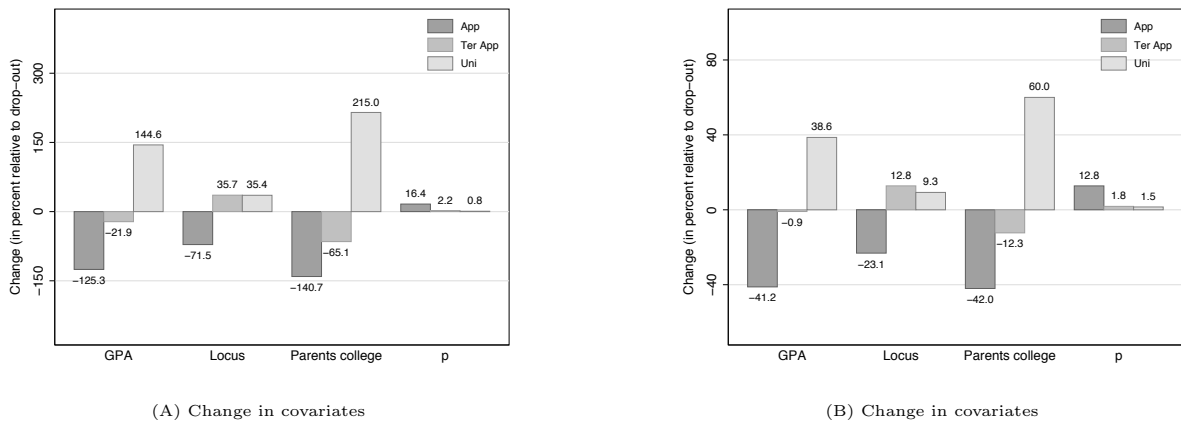 Change (in percent relative to drop−out)
300
150
0
−150
App
Ter App
Uni
144.6
−125.3
−21.9
−71.5
35.7
35.4
−140.7
−65.1
215.0
16.4
2.2
0.8
GPA Locus Parents college p
(A) Change in covariates
Change (in percent relative to drop−out)
80
40
0
−40
App
Ter App
Uni
−41.2
−0.9
38.6
−23.1
12.8
9.3
−42.0
−12.3
60.0
12.8
1.8
1.5
GPA Locus Parents college p
(B) Change in covariates